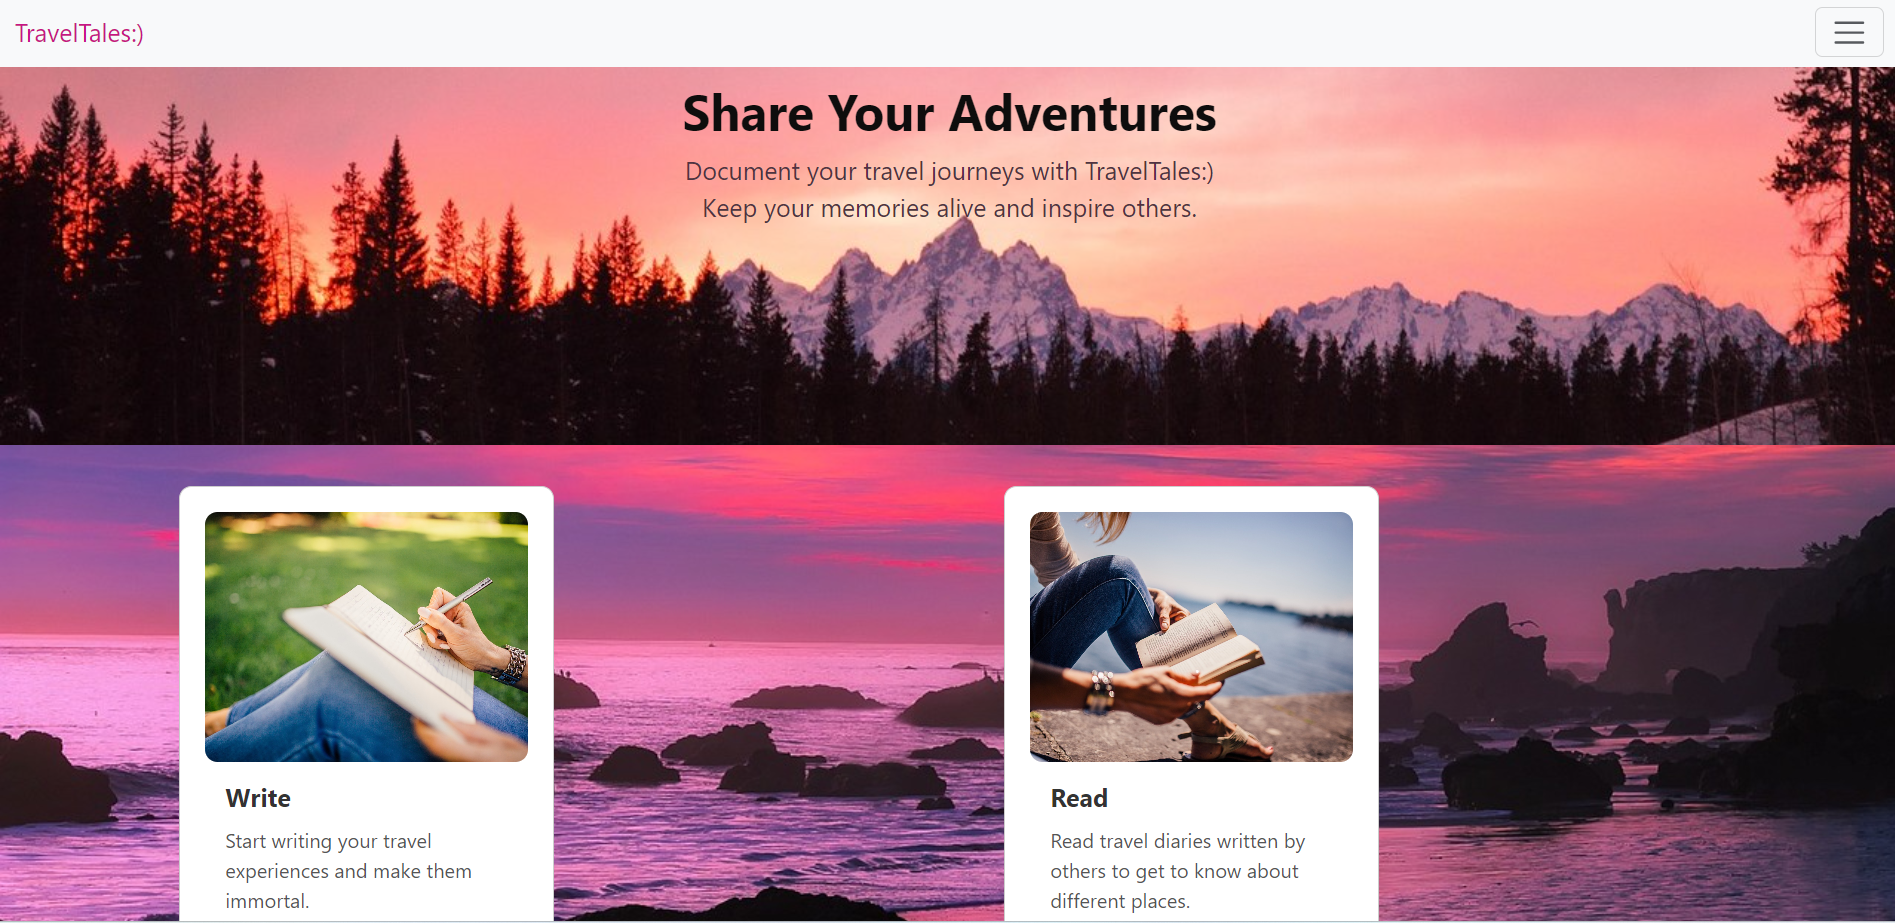 TravelTales:)
Share Your Adventures
Document your travel journeys with TravelTales:)
Keep your memories alive and inspire others.
Write
Start writing your travel
experiences and make them
immortal.
Read
Read travel diaries written by
others to get to know about
different places.